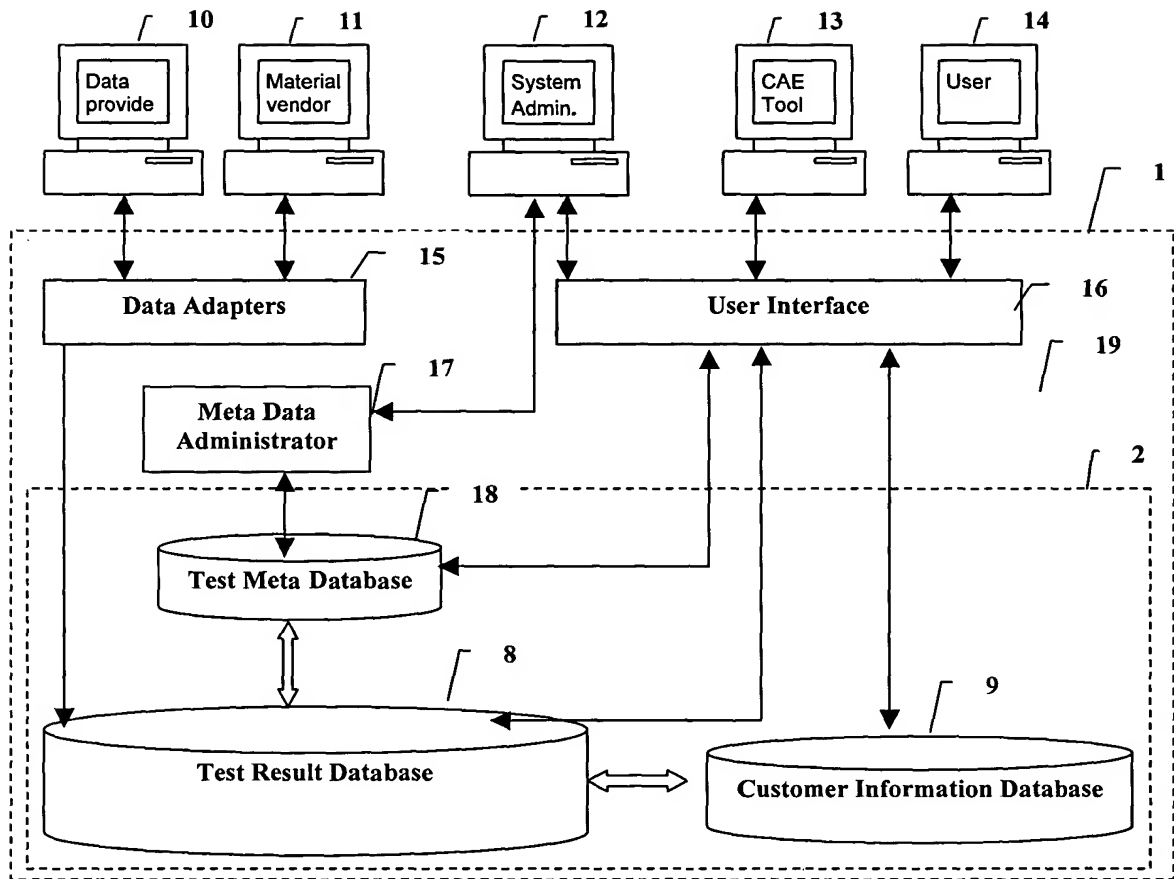 10
11
12
13
14
Data
provide
Material
vendor
System
Admin.
CAE
Tool
User
1
15
Data Adapters
User Interface
16
19
17
Meta Data
Administrator
2
18
Test Meta Database
8
9
Test Result Database
Customer Information Database